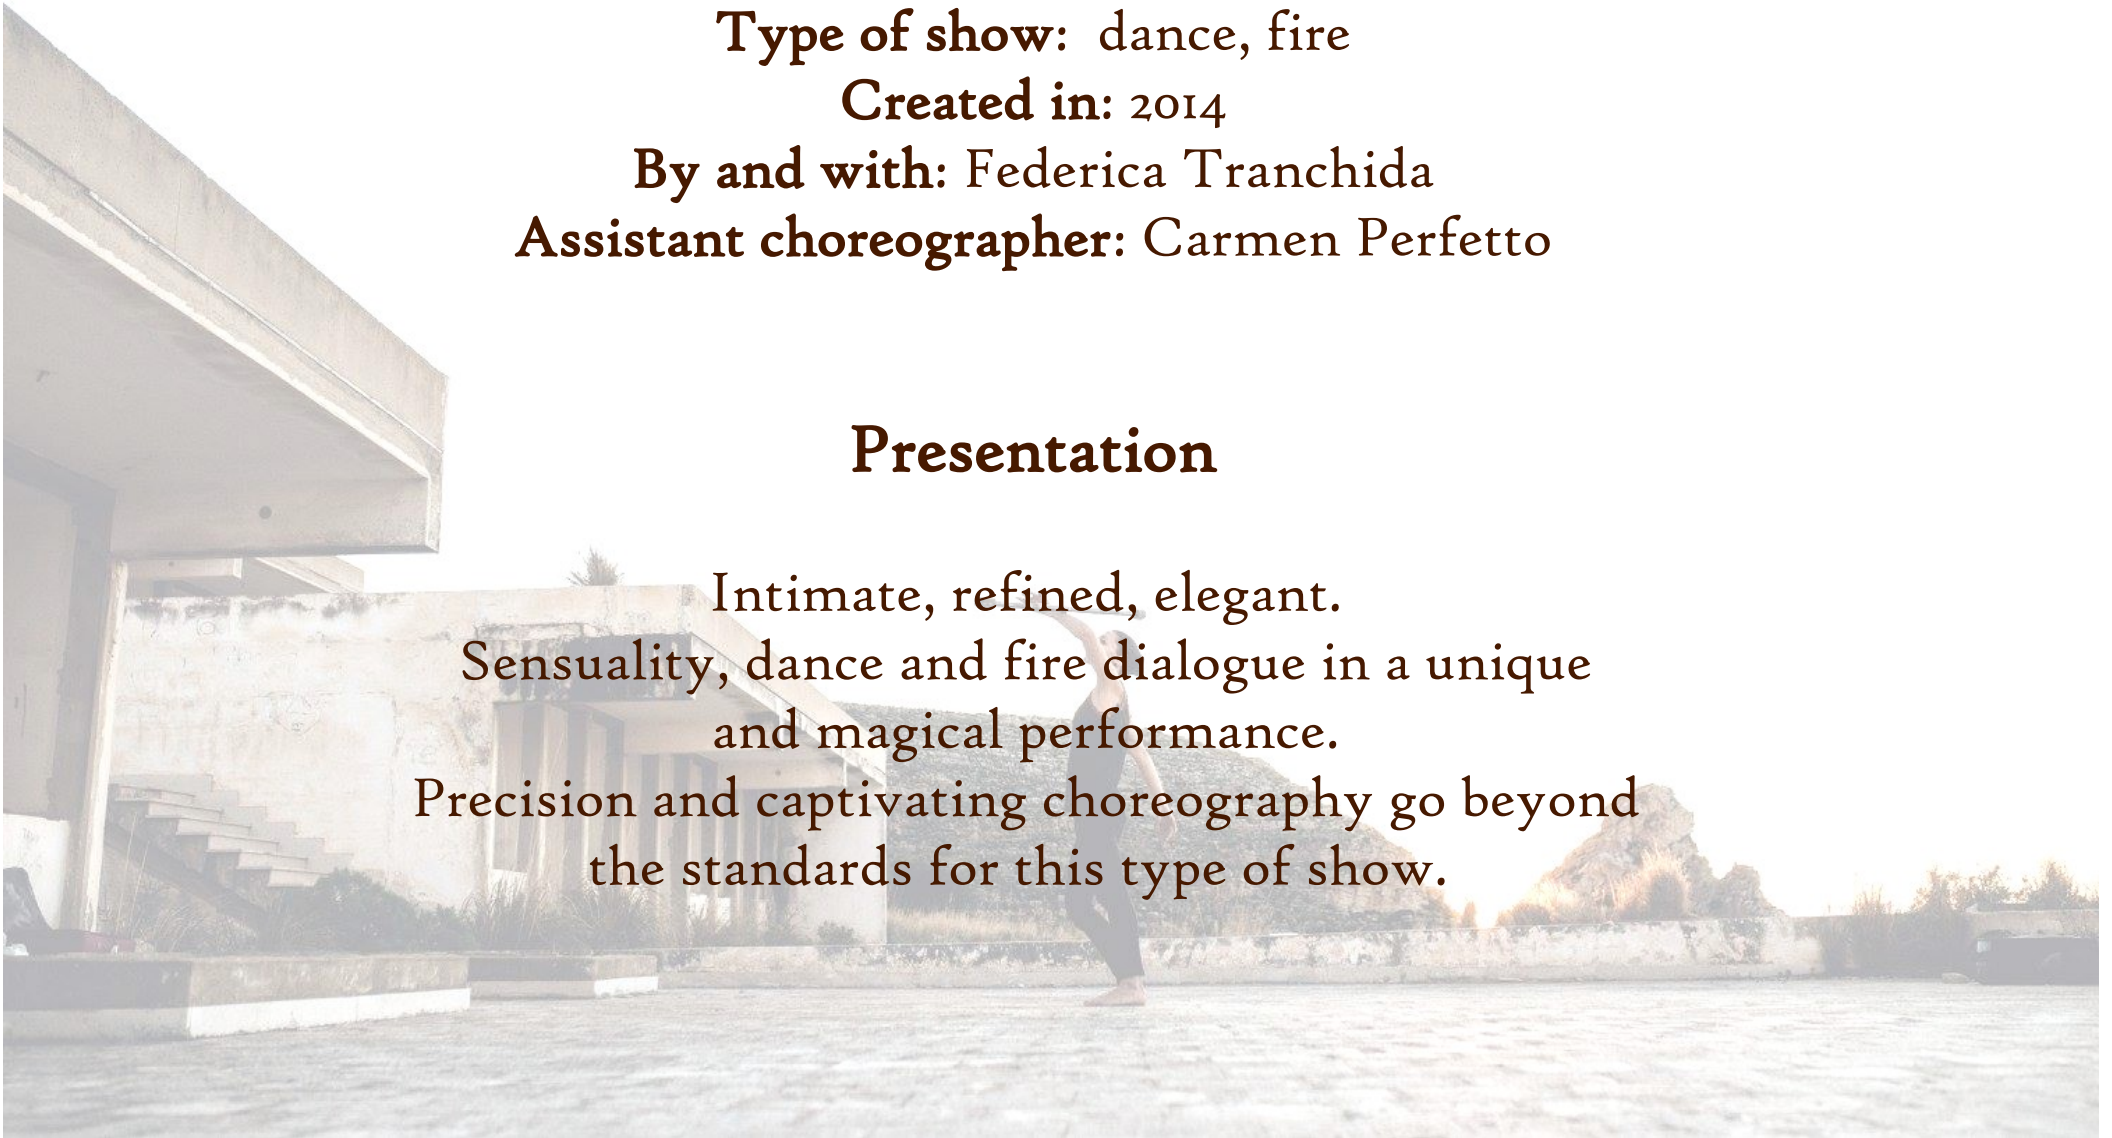 Type of show:  dance, fire
Created in: 2014
By and with: Federica Tranchida
Assistant choreographer: Carmen Perfetto
Presentation
Intimate, refined, elegant.
Sensuality, dance and fire dialogue in a unique
and magical performance.
Precision and captivating choreography go beyond
the standards for this type of show.